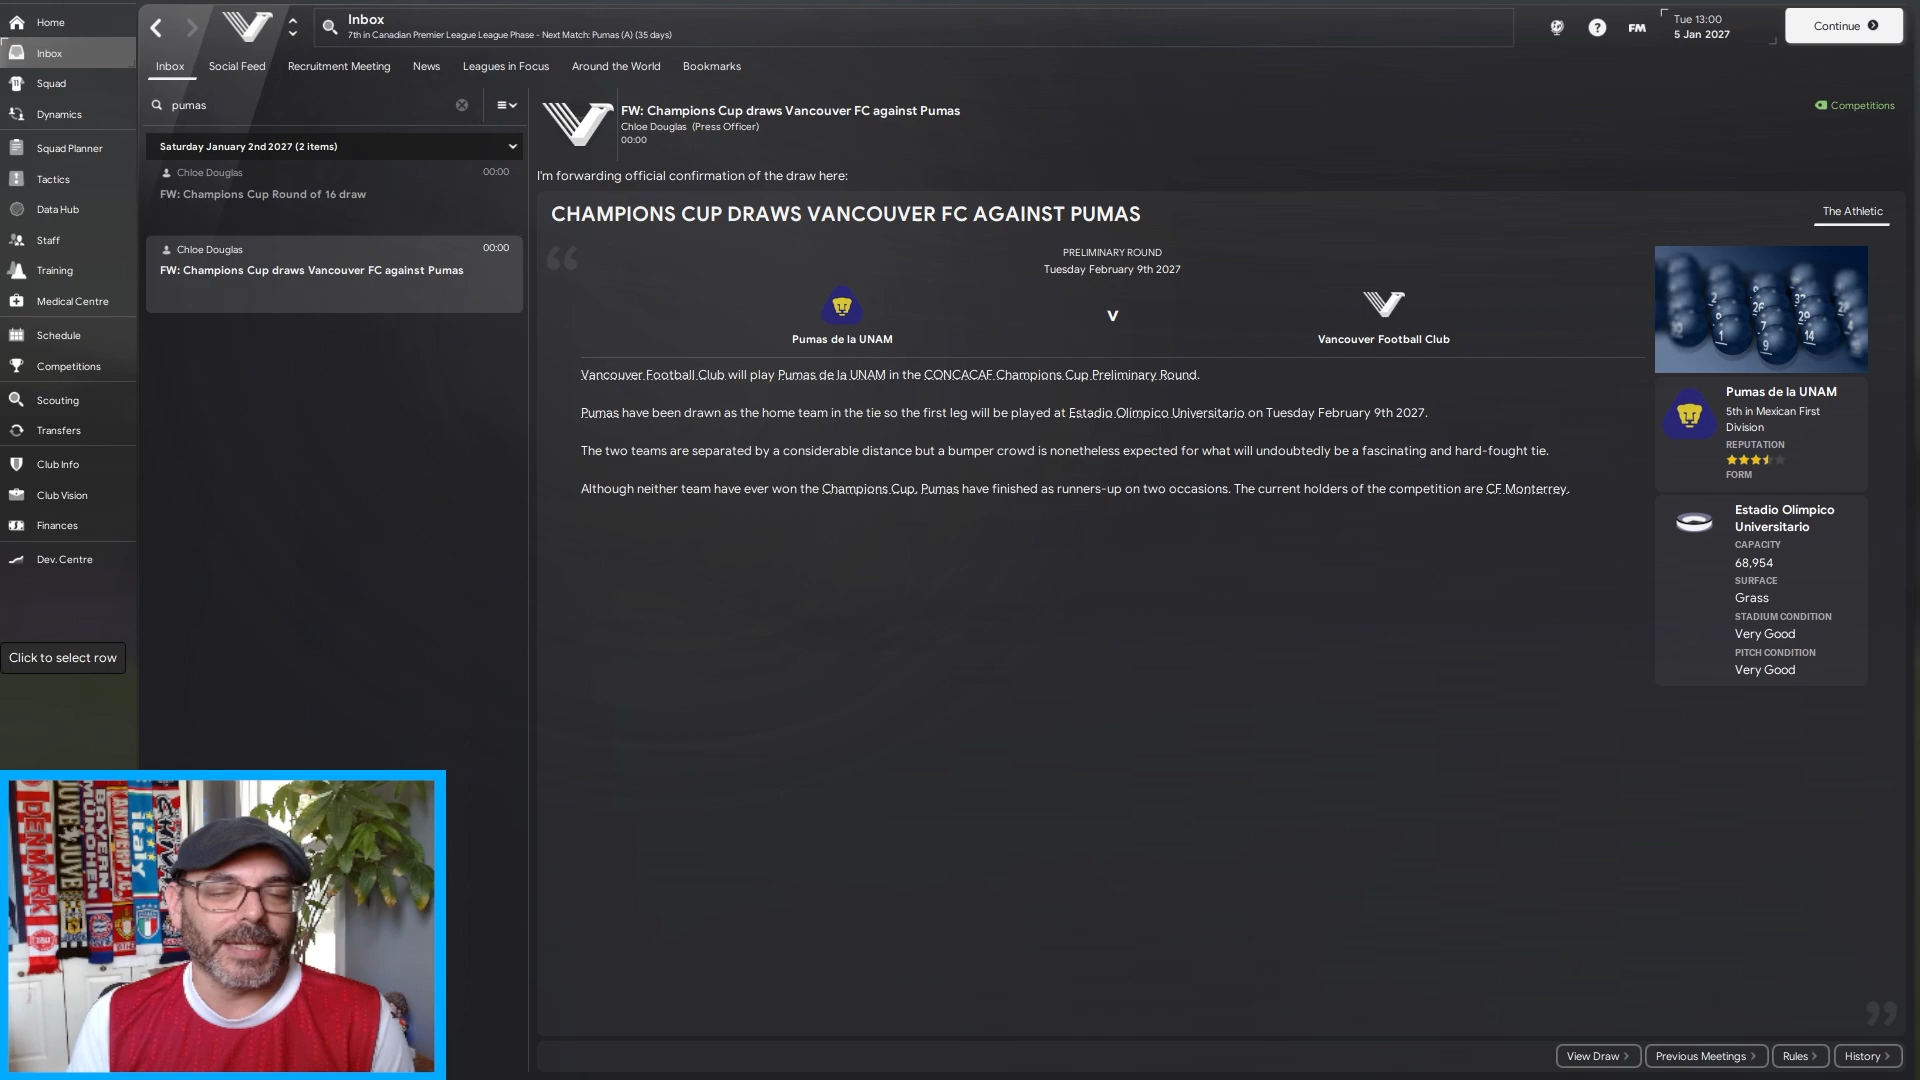 Home
Inbox
Squad
Dynamics
Squad Planner
Tactics
Data Hub
Staff
Training
Medical Centre
Schedule
Competitions
Scouting
Transfers
Club Info
Club Vision
Finances
Dev. Centre
Click to select row
Inbox
7th in Canadian Premier League League Phase - Next Match: Pumas (A) (35 days)
FM
Tue 13:00
5 Jan 2027
Continue
Inbox Social Feed Recruitment Meeting News Leagues in Focus Around the World Bookmarks
pumas
Saturday January 2nd 2027 (2 items)
Chloe Douglas 00:00
FW: Champions Cup Round of 16 draw
Chloe Douglas 00:00
FW: Champions Cup draws Vancouver FC against Pumas
FW: Champions Cup draws Vancouver FC against Pumas
Chloe Douglas (Press Officer)
00:00
Competitions
I'm forwarding official confirmation of the draw here:
CHAMPIONS CUP DRAWS VANCOUVER FC AGAINST PUMAS
The Athletic
PRELIMINARY ROUND
Tuesday February 9th 2027
V
Pumas de la UNAM
Vancouver Football Club
Vancouver Football Club will play Pumas de la UNAM in the CONCACAF Champions Cup Preliminary Round.
Pumas have been drawn as the home team in the tie so the first leg will be played at Estadio Olímpico Universitario on Tuesday February 9th 2027.
The two teams are separated by a considerable distance but a bumper crowd is nonetheless expected for what will undoubtedly be a fascinating and hard-fought tie.
Although neither team have ever won the Champions Cup, Pumas have finished as runners-up on two occasions. The current holders of the competition are CF Monterrey.
Pumas de la UNAM
5th in Mexican First
Division
REPUTATION
FORM
Estadio Olímpico
Universitario
CAPACITY
68,954
SURFACE
Grass
STADIUM CONDITION
Very Good
PITCH CONDITION
Very Good
View Draw
Previous Meetings
Rules
History
DENMARK
JUVE
JUVE
BAYERN
MÜNCHEN
ANTWERP F.C.
italy
ITALIA